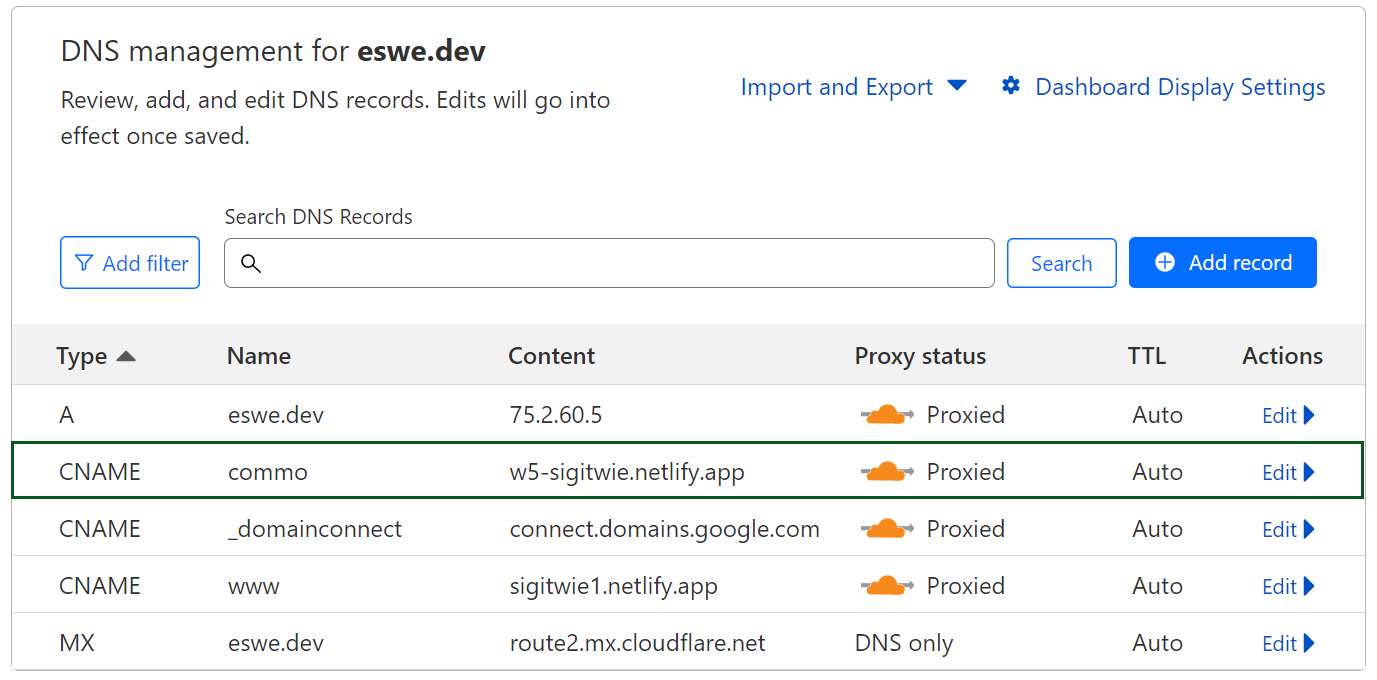 DNS management for eswe.dev
Review, add, and edit DNS records. Edits will go into
effect once saved.
Import and Export
Dashboard Display Settings
Search DNS Records
Add filter
Search
Add record
Type Name Content Proxy status TTL Actions
A eswe.dev 75.2.60.5 Proxied Auto Edit
CNAME commo w5-sigitwie.netlify.app Proxied Auto Edit
CNAME _domainconnect connect.domains.google.com Proxied Auto Edit
CNAME www sigitwie1.netlify.app Proxied Auto Edit
MX eswe.dev route2.mx.cloudflare.net DNS only Auto Edit